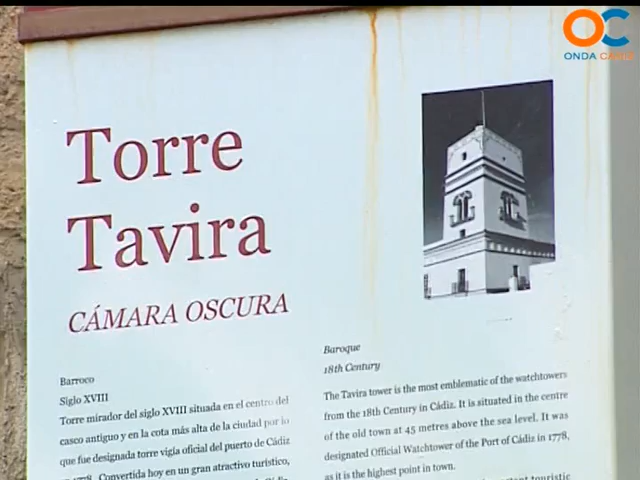 OC
ONDA CÁDIZ
Torre
Tavira
CÁMARA OSCURA
Barroco
Siglo XVIII
Torre mirador del siglo XVIII situada en el centro del
casco antiguo y en la cota más alta de la ciudad por lo
que fue designada torre vigía oficial del puerto de Cádiz
1778. Convertida hoy en un gran atractivo turístico,
Baroque
18th Century
The Tavira tower is the most emblematic of the watchtowers
from the 18th Century in Cádiz. It is situated in the centre
of the old town at 45 metres above the sea level. It was
designated Official Watchtower of the Port of Cádiz in 1778,
as it is the highest point in town.
touristic